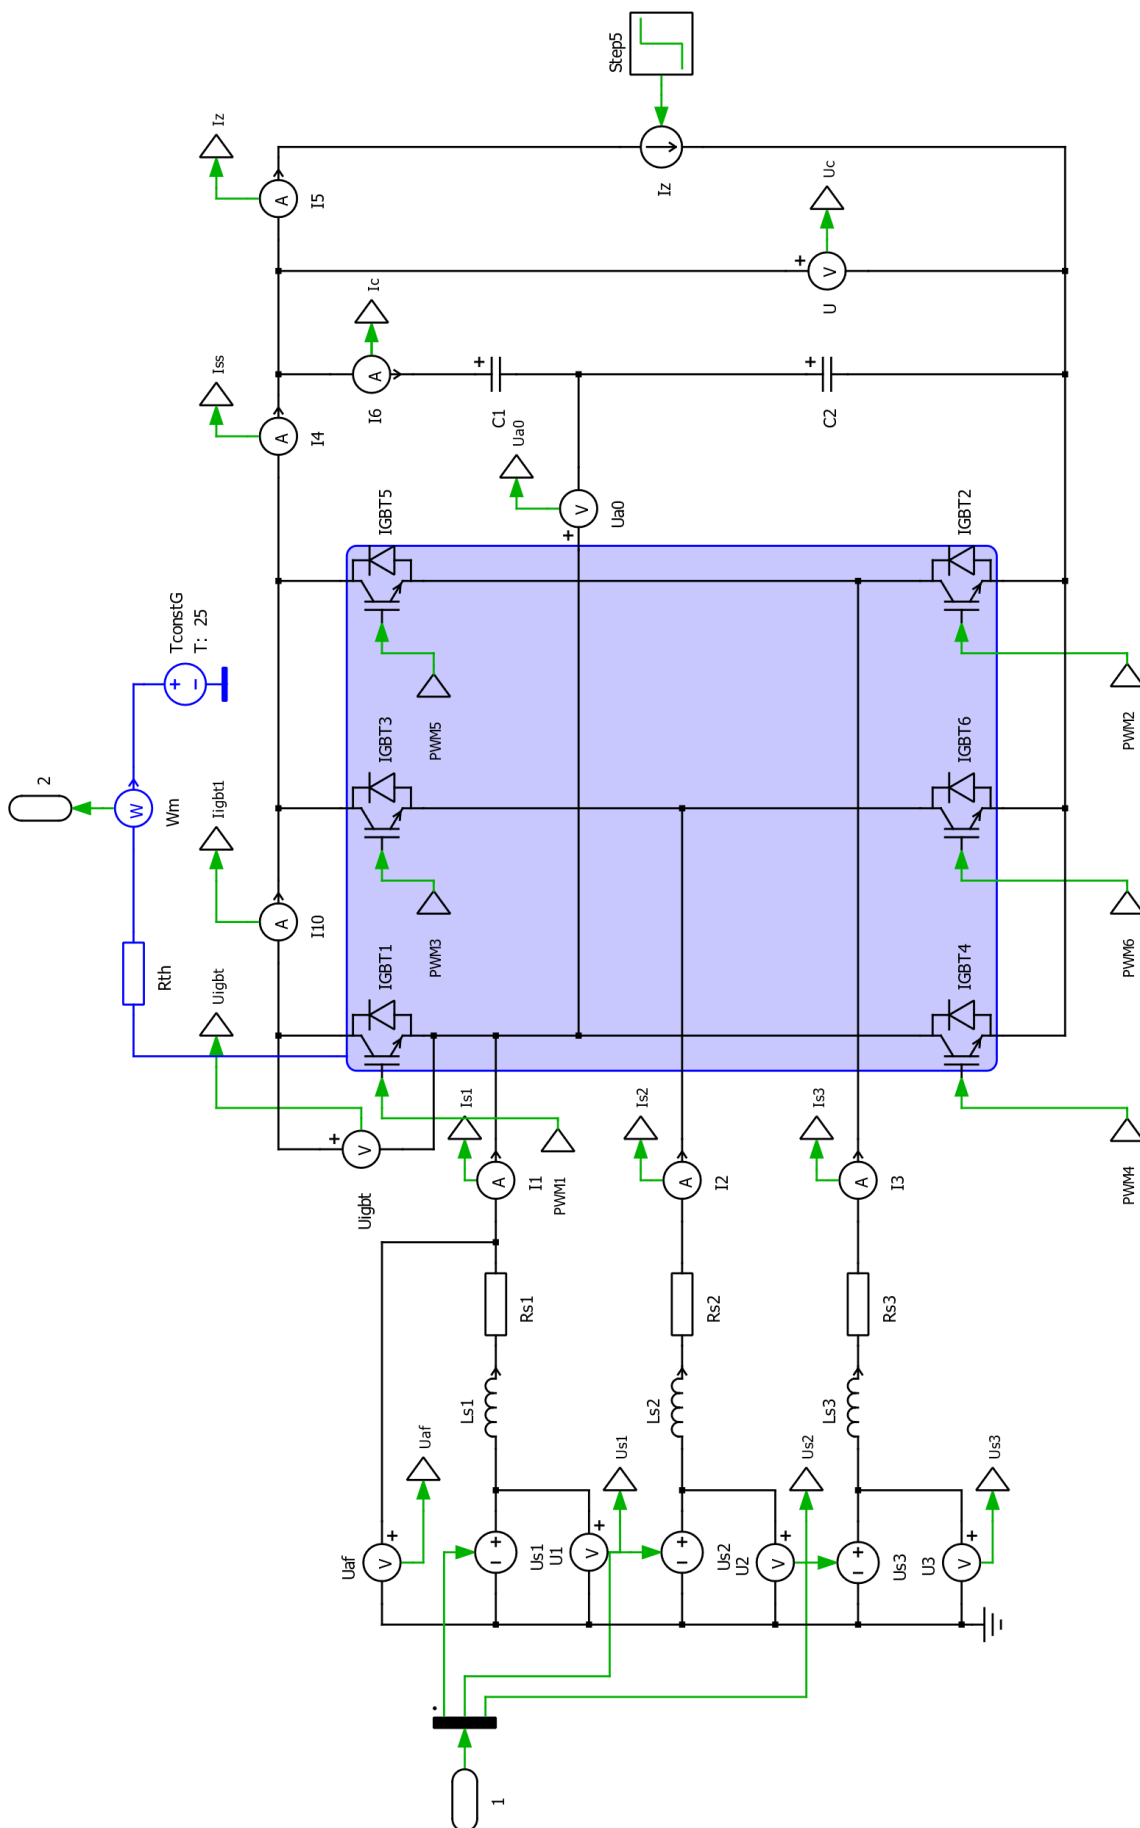 Step5
Iz
I5
Iz
Uc
U
V
A
Iss
I4
A
Ic
I6
A
C1
C2
Ua0
Ua0
V
IGBT5
IGBT2
TconstG
T: 25
PWM5
PWM2
2
W
Wm
Iigbt1
I10
A
IGBT3
IGBT6
PWM3
PWM6
Rth
Uigbt
IGBT1
IGBT4
V
Uigbt
Is1
I1
A
PWM1
Is2
I2
A
Is3
I3
A
PWM4
Rs1
Rs2
Rs3
Ls1
Ls2
Ls3
Uaf
Uaf
V
Us1
Us1
U1
V
Us2
Us2
U2
V
Us3
Us3
U3
V
1